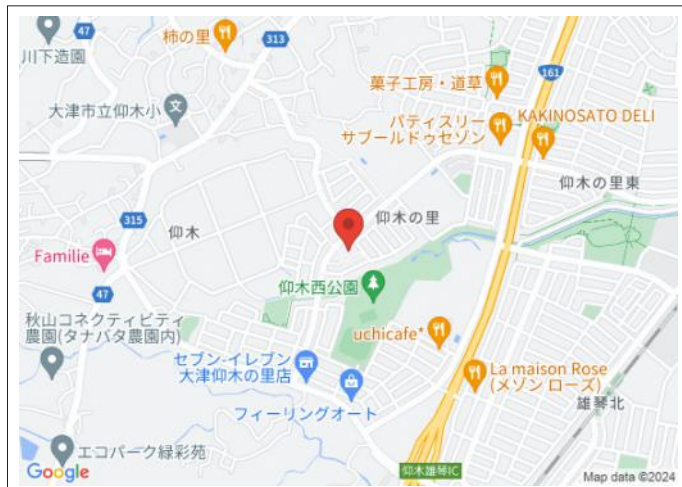 47
川下造園
柿の里
313
161
菓子工房・道草
大津市立仰木小
文
パティスリー
サブールドゥセゾン
KAKINOSATO DELI
仰木の里東
315
仰木
仰木の里
Familie
47
仰木西公園
秋山コネクティビティ
農園(タナバタ農園内)
uchicafe*
セブン-イレブン
大津仰木の里店
La maison Rose
(メゾン ローズ)
フィーリングオート
雄琴北
エコパーク緑彩苑
仰木雄琴IC
Google
Map data ©2024